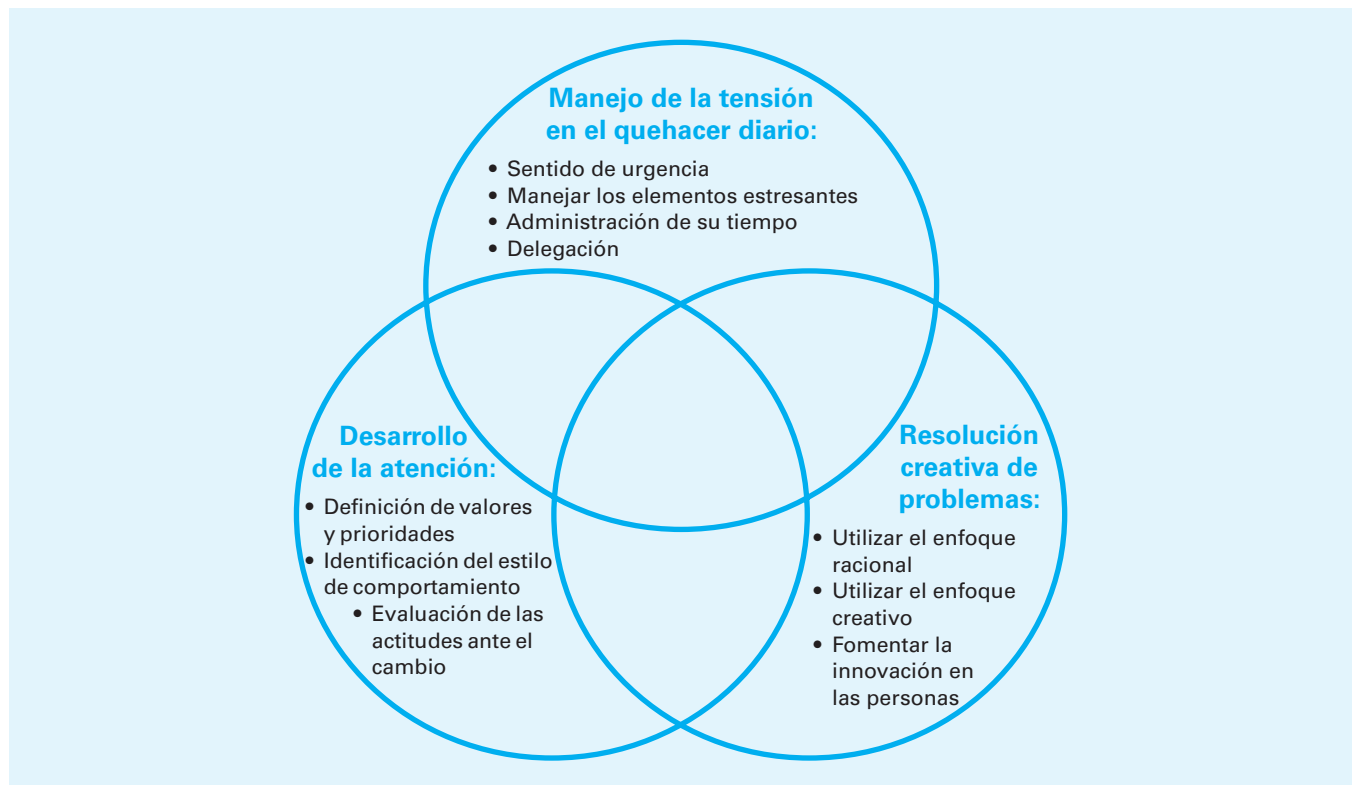 Manejo de la tensión
en el quehacer diario:
• Sentido de urgencia
• Manejar los elementos estresantes
• Administración de su tiempo
• Delegación
Desarrollo
de la atención:
• Definición de valores
y prioridades
• Identificación del estilo
de comportamiento
• Evaluación de las
actitudes ante el
cambio
Resolución
creativa de
problemas:
• Utilizar el enfoque
racional
• Utilizar el enfoque
creativo
• Fomentar la
innovación en
las personas